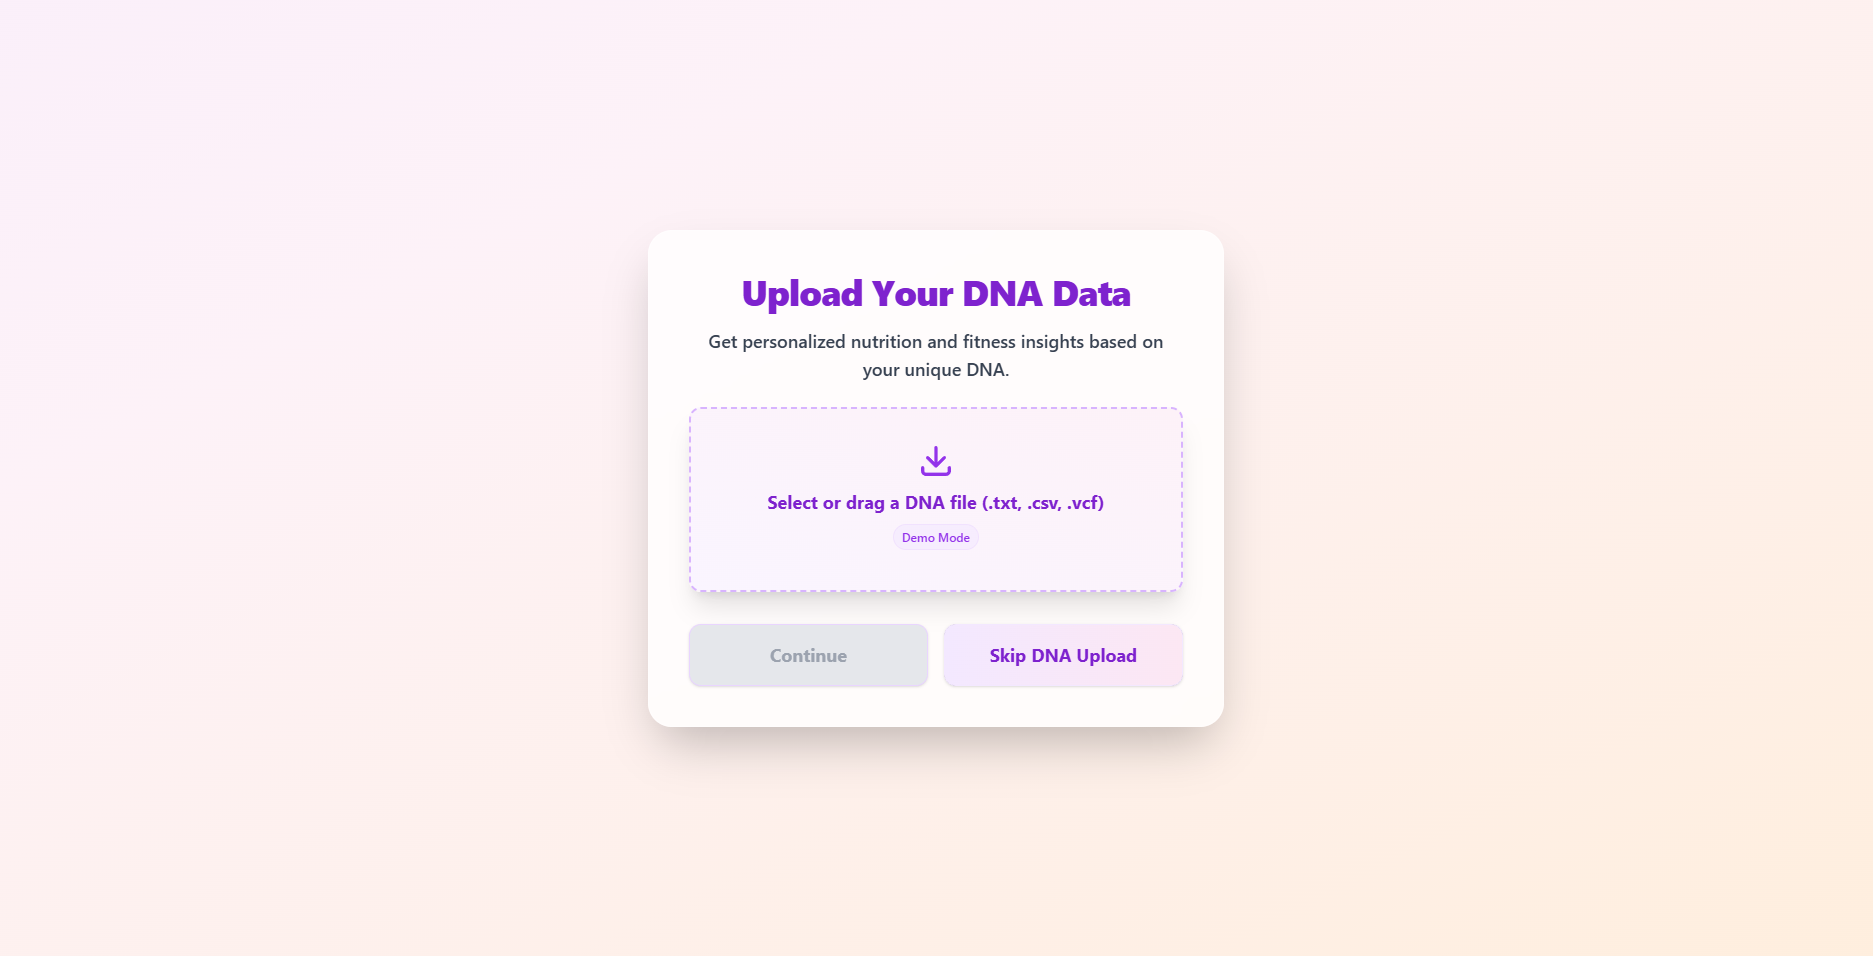 Upload Your DNA Data
Get personalized nutrition and fitness insights based on
your unique DNA.
Select or drag a DNA file (.txt, .csv, .vcf)
Demo Mode
Continue
Skip DNA Upload